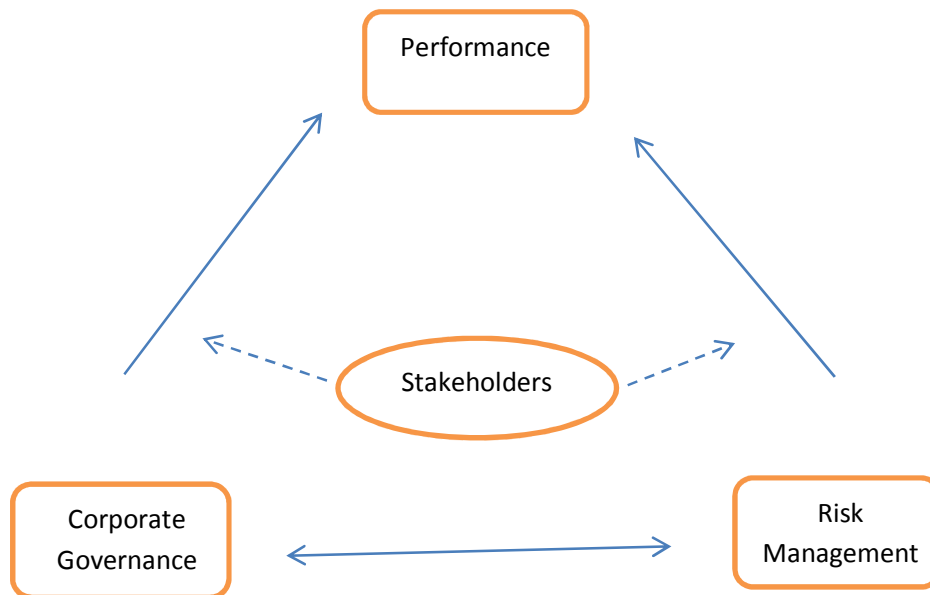 Performance
Stakeholders
Corporate
Governance
Risk
Management